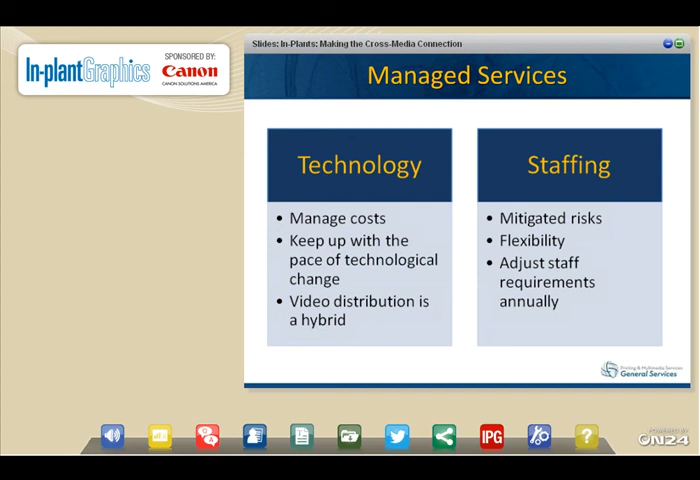 Slides: In-Plants: Making the Cross-Media Connection
In-plantGraphics
SPONSORED BY:
Canon
CANON SOLUTIONS AMERICA
Managed Services
Technology
• Manage costs
• Keep up with the
pace of technological
change
• Video distribution is
a hybrid
Staffing
• Mitigated risks
• Flexibility
• Adjust staff
requirements
annually
Printing & Multimedia Services
General Services
Q
A
IPG
?
POWERED BY
ON24